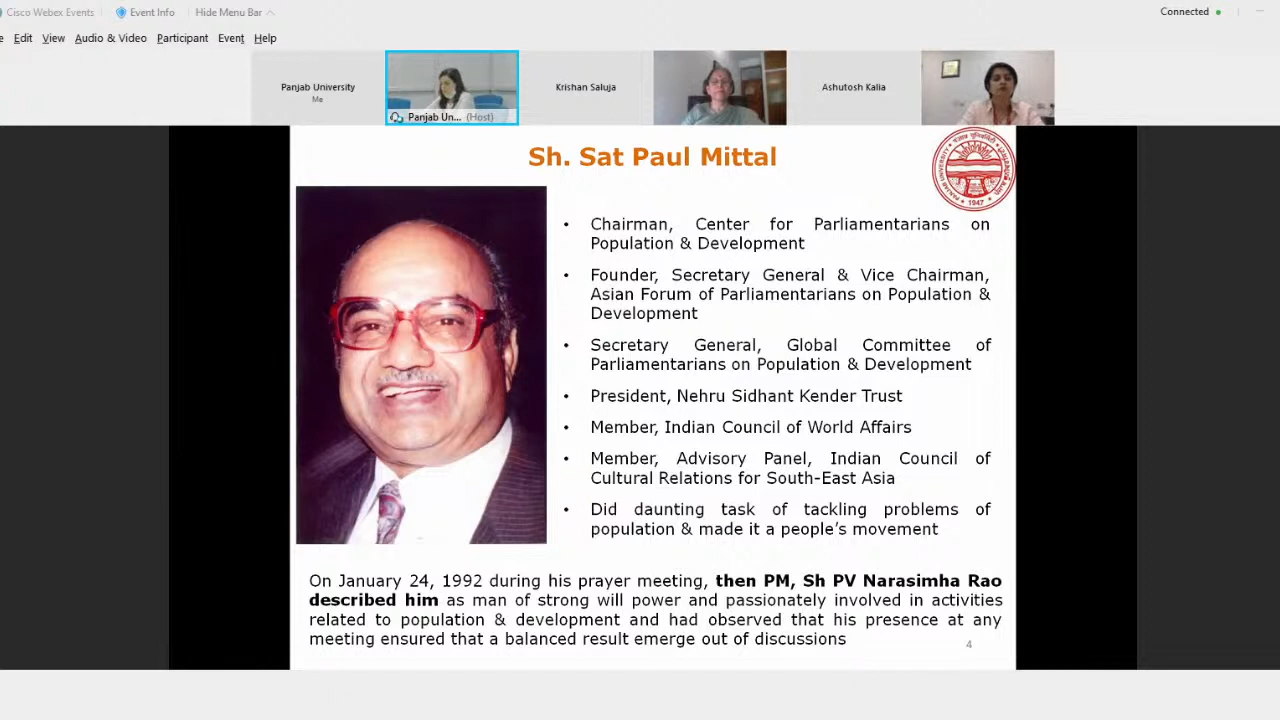 Cisco Webex Events
Event Info
Hide Menu Bar
Connected
e Edit View Audio & Video Participant Event Help
Panjab University
Me
Panjab Un... (Host)
Krishan Saluja
Ashutosh Kalia
Sh. Sat Paul Mittal
PANJAB UNIVERSITY
1947
• Chairman, Center for Parliamentarians on
Population & Development
• Founder, Secretary General & Vice Chairman,
Asian Forum of Parliamentarians on Population &
Development
• Secretary General, Global Committee of
Parliamentarians on Population & Development
• President, Nehru Sidhant Kender Trust
• Member, Indian Council of World Affairs
• Member, Advisory Panel, Indian Council of
Cultural Relations for South-East Asia
• Did daunting task of tackling problems of
population & made it a people’s movement
On January 24, 1992 during his prayer meeting, then PM, Sh PV Narasimha Rao
described him as man of strong will power and passionately involved in activities
related to population & development and had observed that his presence at any
meeting ensured that a balanced result emerge out of discussions
4